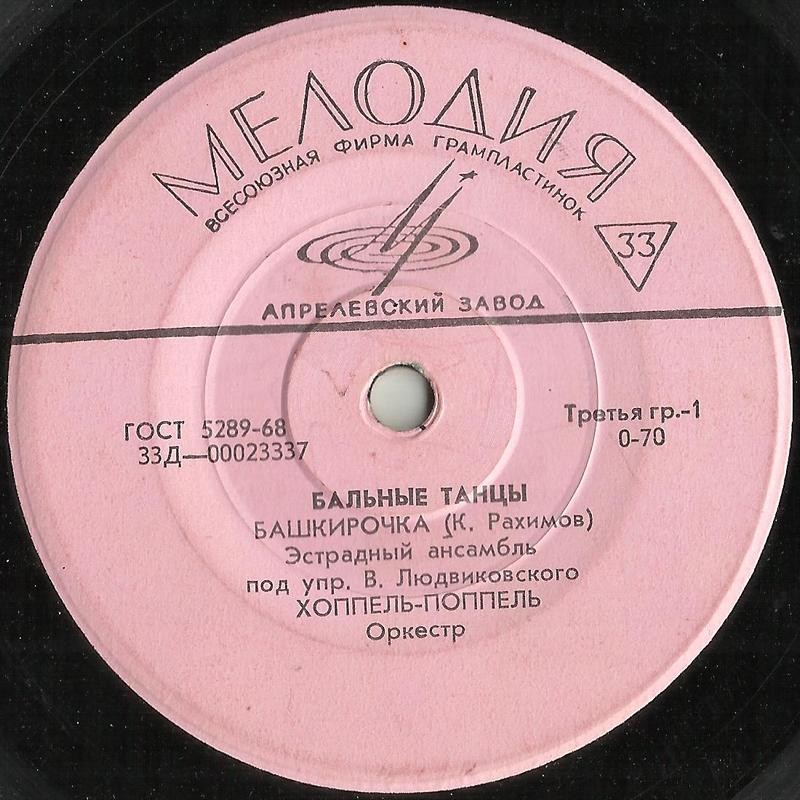 МЕЛОДИЯ
ВСЕСОЮЗНАЯ ФИРМА ГРАМПЛАСТИНОК
33
АПРЕЛЕВСКИЙ ЗАВОД
ГОСТ 5289-68
33Д—00023337
Третья гр.-1
0-70
БАЛЬНЫЕ ТАНЦЫ
БАШКИРОЧКА (К. Рахимов)
Эстрадный ансамбль
под упр. В. Людвиковского
ХОППЕЛЬ-ПОППЕЛЬ
Оркестр